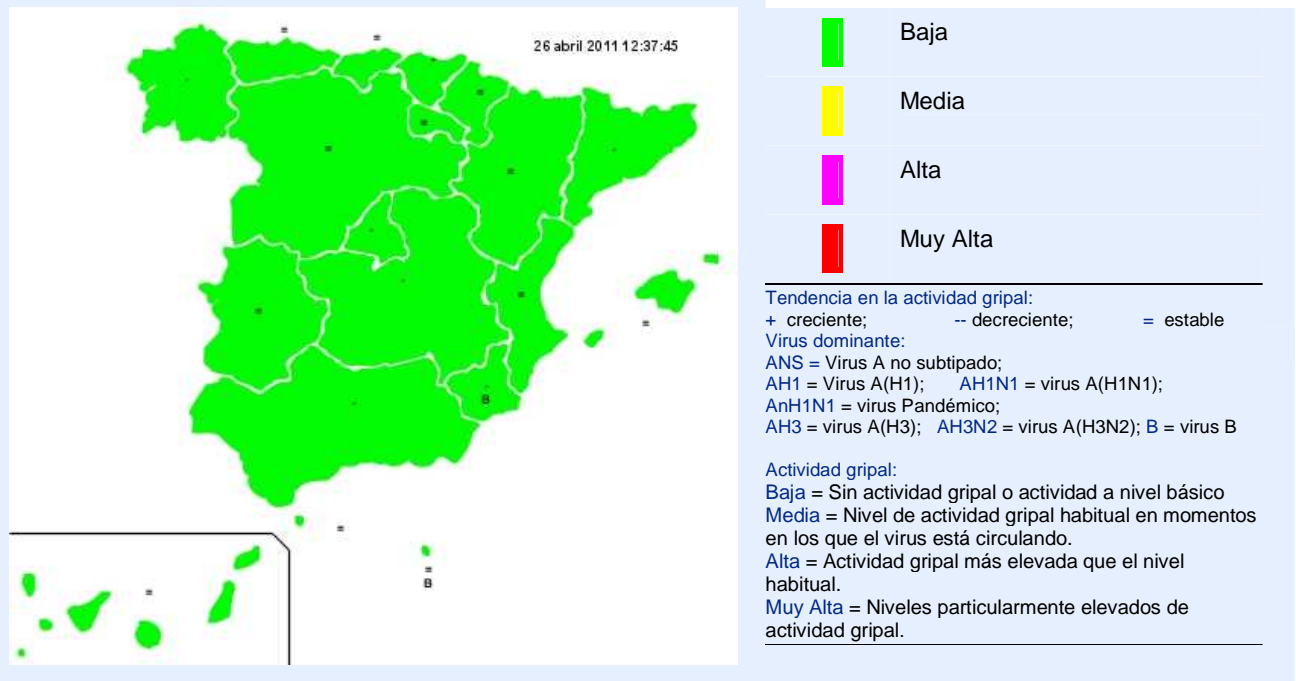 26 abril 2011 12:37:45
=
=
-
-
=
=
=
=
-
-
-
=
=
=
-
-
B
=
=
B
=
Baja
Media
Alta
Muy Alta
Tendencia en la actividad gripal:
+ creciente; -- decreciente; = estable
Virus dominante:
ANS = Virus A no subtipado;
AH1 = Virus A(H1); AH1N1 = virus A(H1N1);
AnH1N1 = virus Pandémico;
AH3 = virus A(H3); AH3N2 = virus A(H3N2); B = virus B
Actividad gripal:
Baja = Sin actividad gripal o actividad a nivel básico
Media = Nivel de actividad gripal habitual en momentos
en los que el virus está circulando.
Alta = Actividad gripal más elevada que el nivel
habitual.
Muy Alta = Niveles particularmente elevados de
actividad gripal.